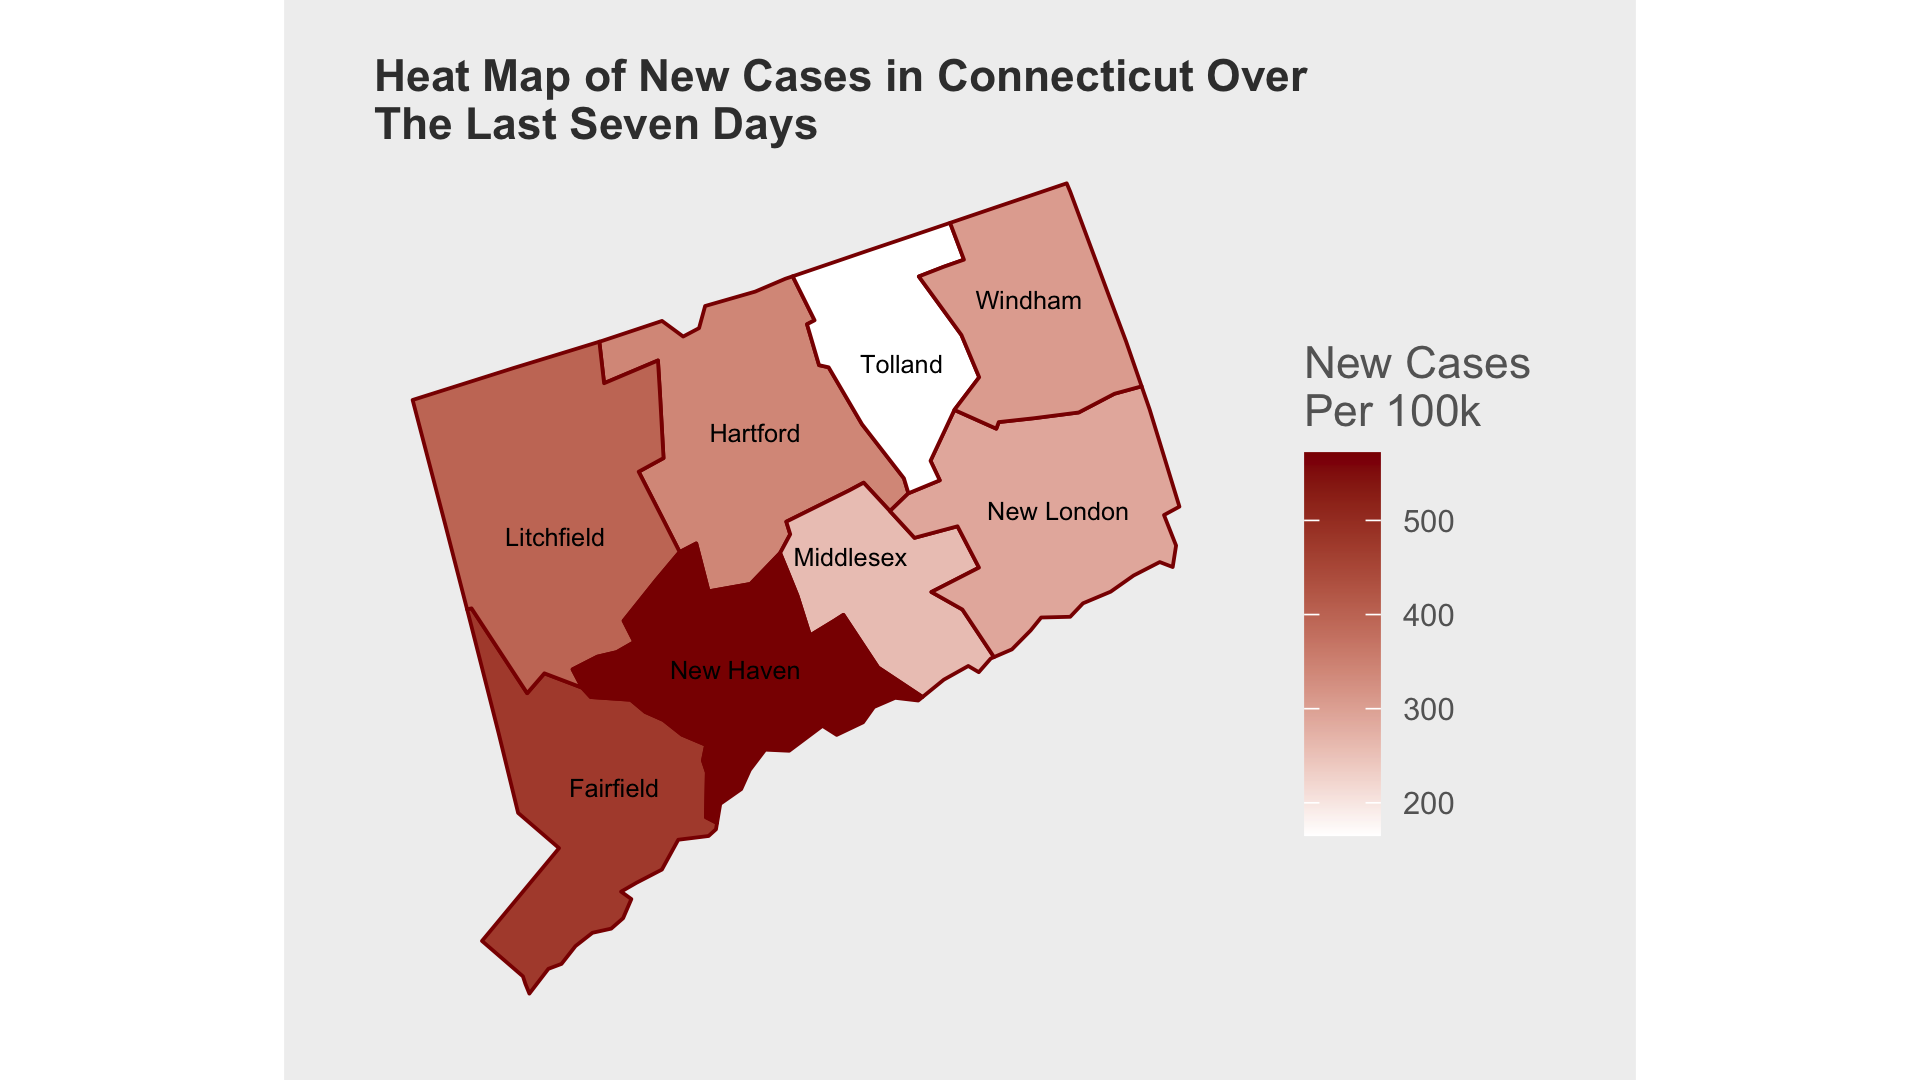 Heat Map of New Cases in Connecticut Over
The Last Seven Days
Windham
Tolland
New Cases
Per 100k
Hartford
New London
500
Litchfield
Middlesex
400
New Haven
300
Fairfield
200